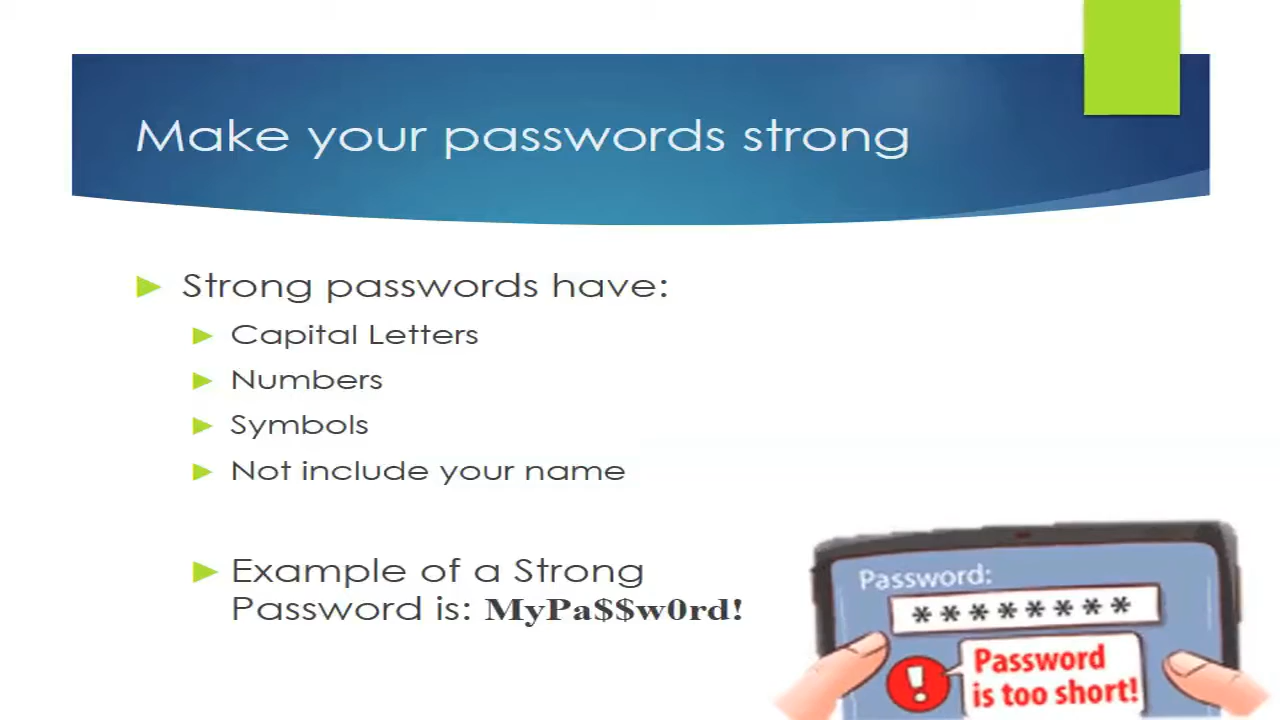 Make your passwords strong
Strong passwords have:
Capital Letters
Numbers
Symbols
Not include your name
Example of a Strong
Password is: MyPa$$w0rd!
Password:
********
!
Password
is too short!